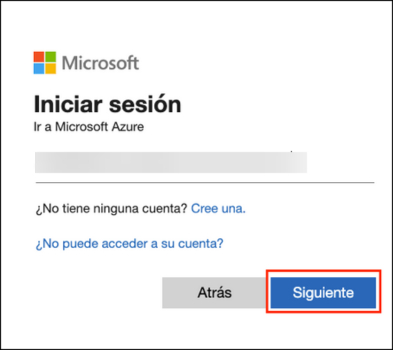 Microsoft
Iniciar sesión
Ir a Microsoft Azure
¿No tiene ninguna cuenta? Cree una.
¿No puede acceder a su cuenta?
Atrás
Siguiente